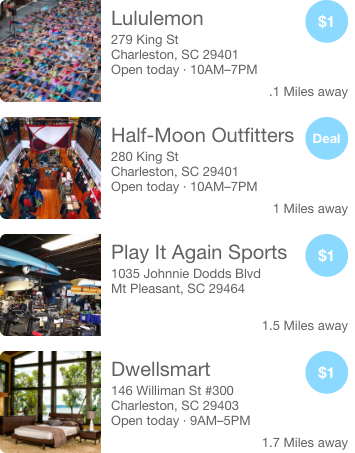 Lululemon
$1
279 King St
Charleston, SC 29401
Open today · 10AM–7PM
.1 Miles away
Half-Moon Outfitters
Deal
280 King St
Charleston, SC 29401
Open today · 10AM–7PM
1 Miles away
Play It Again Sports
$1
1035 Johnnie Dodds Blvd
Mt Pleasant, SC 29464
1.5 Miles away
Dwellsmart
$1
146 Williman St #300
Charleston, SC 29403
Open today · 9AM–5PM
1.7 Miles away